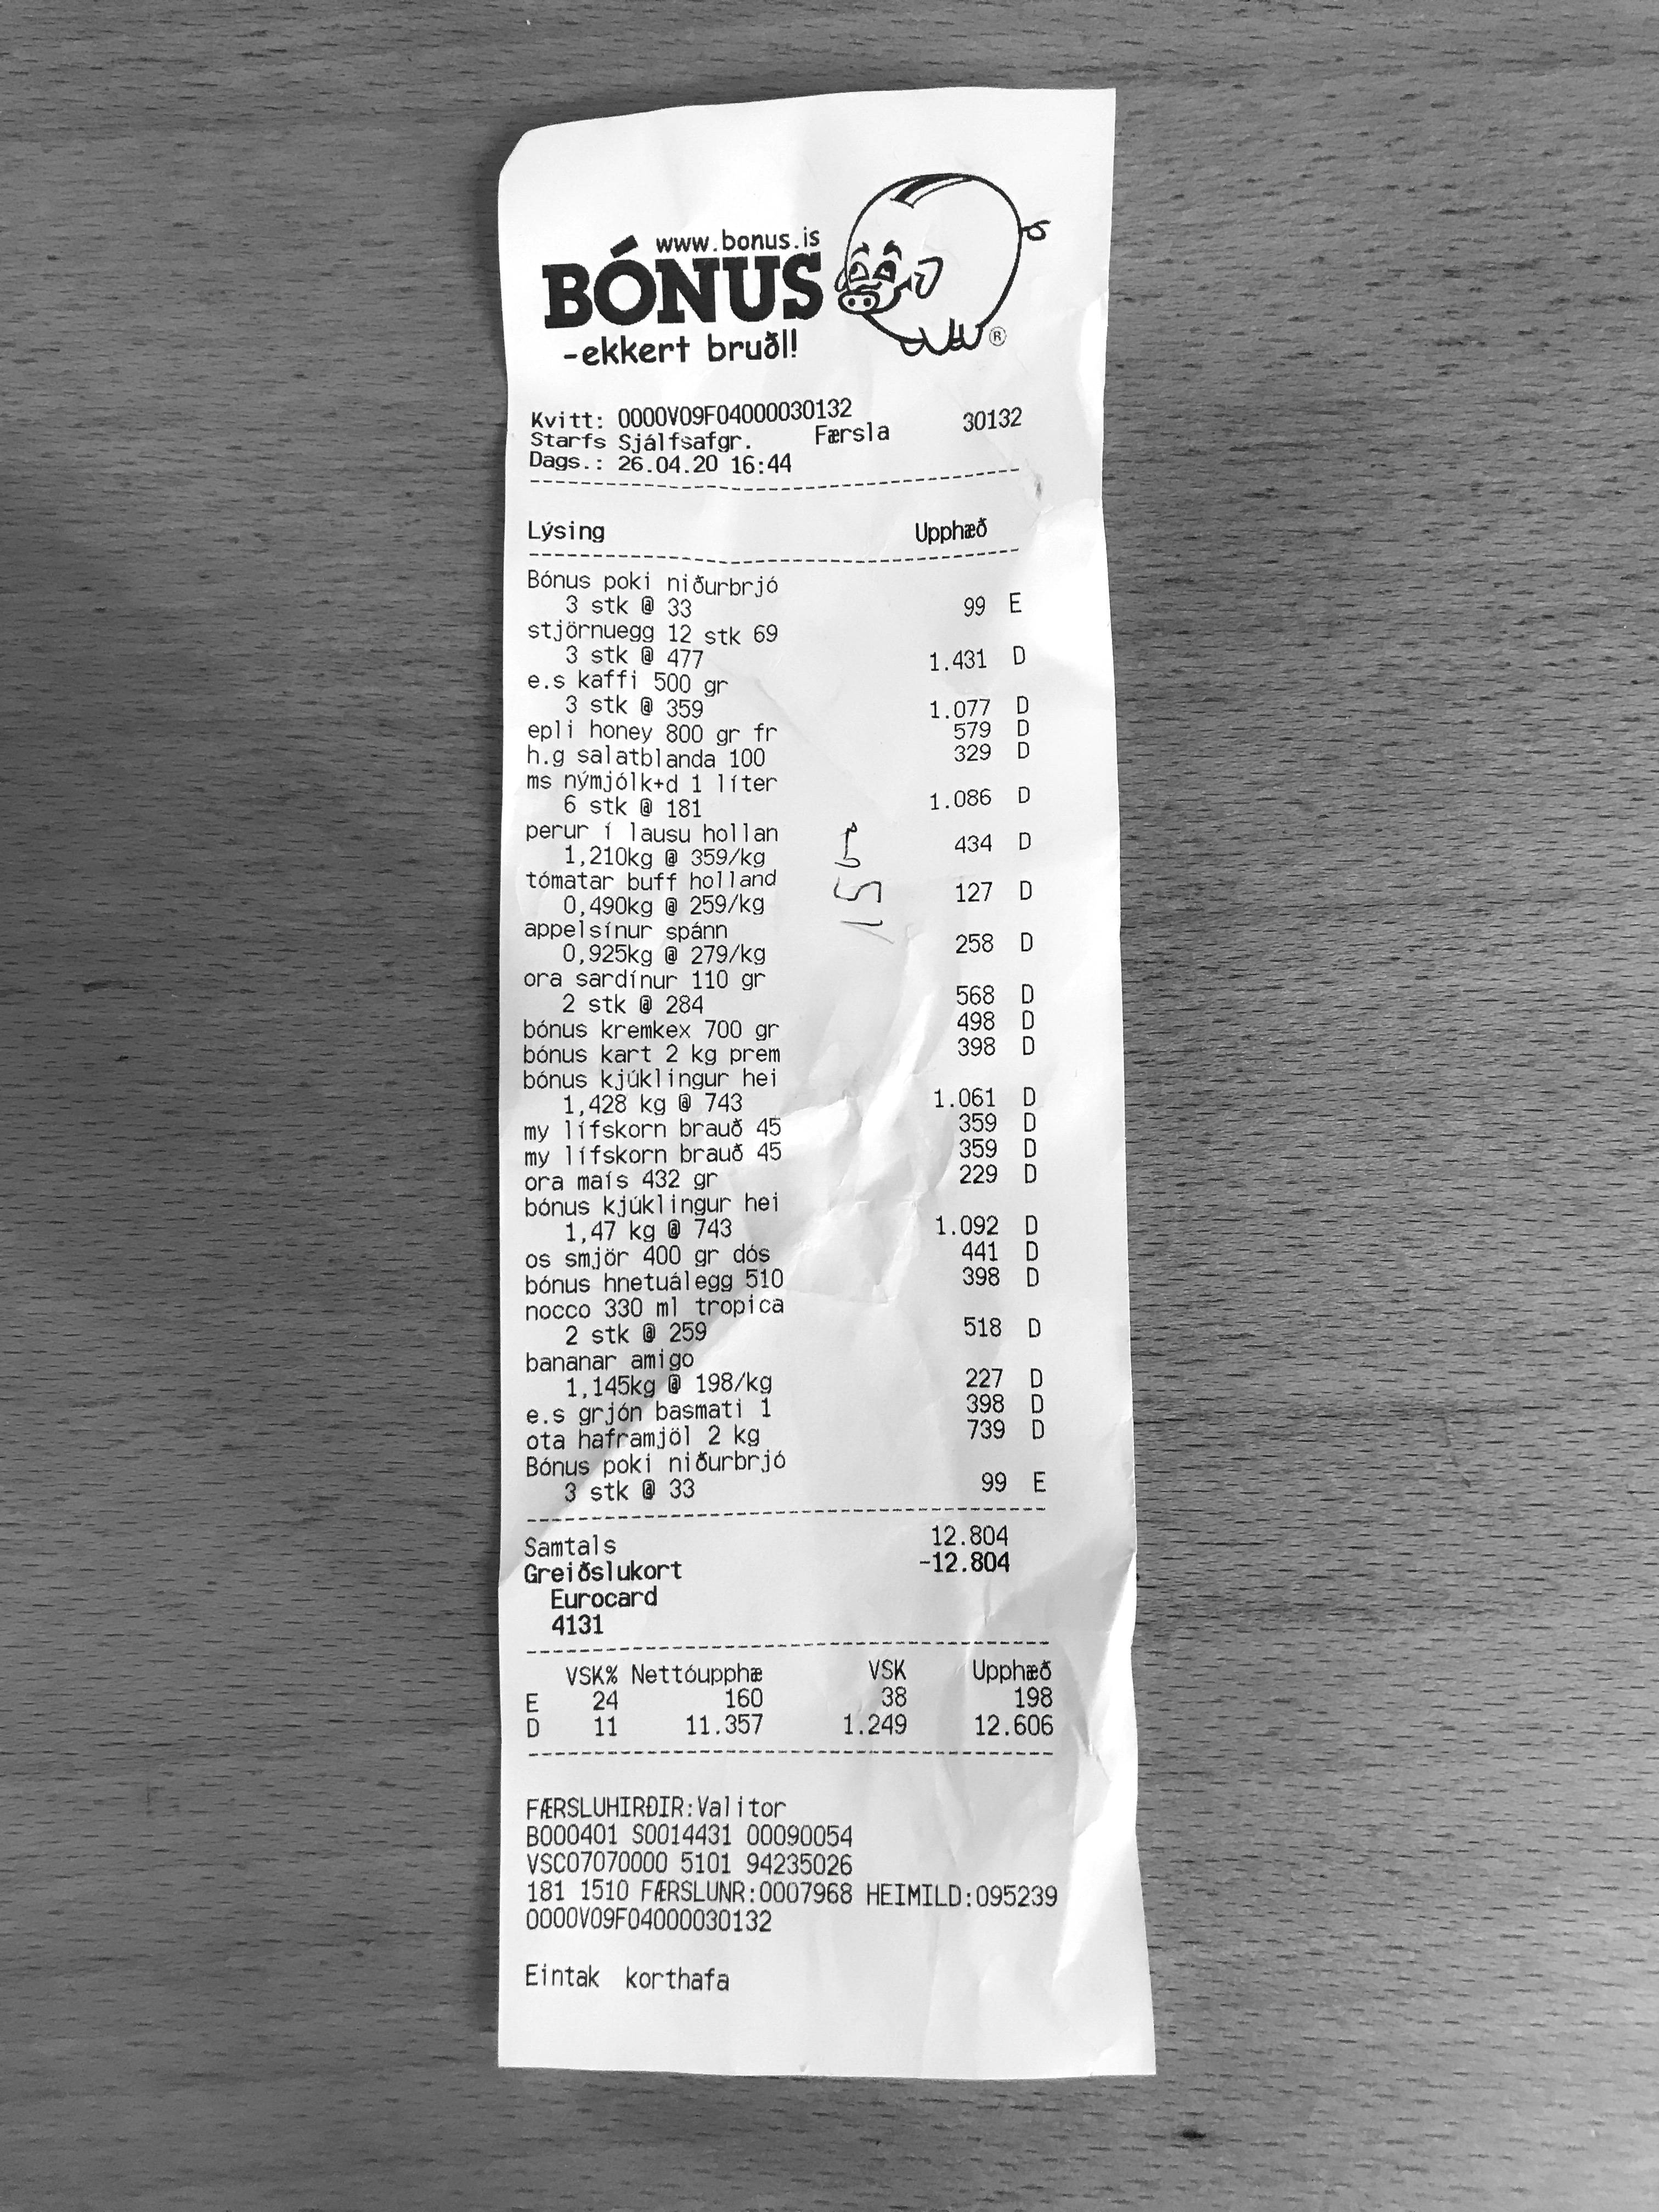 www.bonus.is
BÓNUS
-ekkert bruðl!
®
Kvitt: 0000V09F04000030132
Starfs Sjálfsafgr. Færsla 30132
Dags.: 26.04.20 16:44
Lýsing Upphæð
Bónus poki niðurbrjó
3 stk @ 33 99 E
stjörnuegg 12 stk 69
3 stk @ 477 1.431 D
e.s kaffi 500 gr
3 stk @ 359 1.077 D
epli honey 800 gr fr 579 D
h.g salatblanda 100 329 D
ms nýmjólk+d 1 líter
6 stk @ 181 1.086 D
perur í lausu hollan
1,210kg @ 359/kg 434 D
tómatar buff holland
0,490kg @ 259/kg 127 D
appelsínur spánn
0,925kg @ 279/kg 258 D
ora sardínur 110 gr
2 stk @ 284 568 D
bónus kremkex 700 gr 498 D
bónus kart 2 kg prem 398 D
bónus kjúklingur hei
1,428 kg @ 743 1.061 D
my lífskorn brauð 45 359 D
my lífskorn brauð 45 359 D
ora maís 432 gr 229 D
bónus kjúklingur hei
1,47 kg @ 743 1.092 D
os smjör 400 gr dós 441 D
bónus hnetuálegg 510 398 D
nocco 330 ml tropica
2 stk @ 259 518 D
bananar amigo
1,145kg @ 198/kg 227 D
e.s grjón basmati 1 398 D
ota haframjöl 2 kg 739 D
Bónus poki niðurbrjó
3 stk @ 33 99 E
Samtals 12.804
Greiðslukort -12.804
Eurocard
4131
VSK% Nettóupphæ VSK Upphæð
E 24 160 38 198
D 11 11.357 1.249 12.606
FÆRSLUHIRÐIR:Valitor
B000401 S0014431 00090054
VSC07070000 5101 94235026
181 1510 FÆRSLUNR:0007968 HEIMILD:095239
0000V09F04000030132
Eintak korthafa